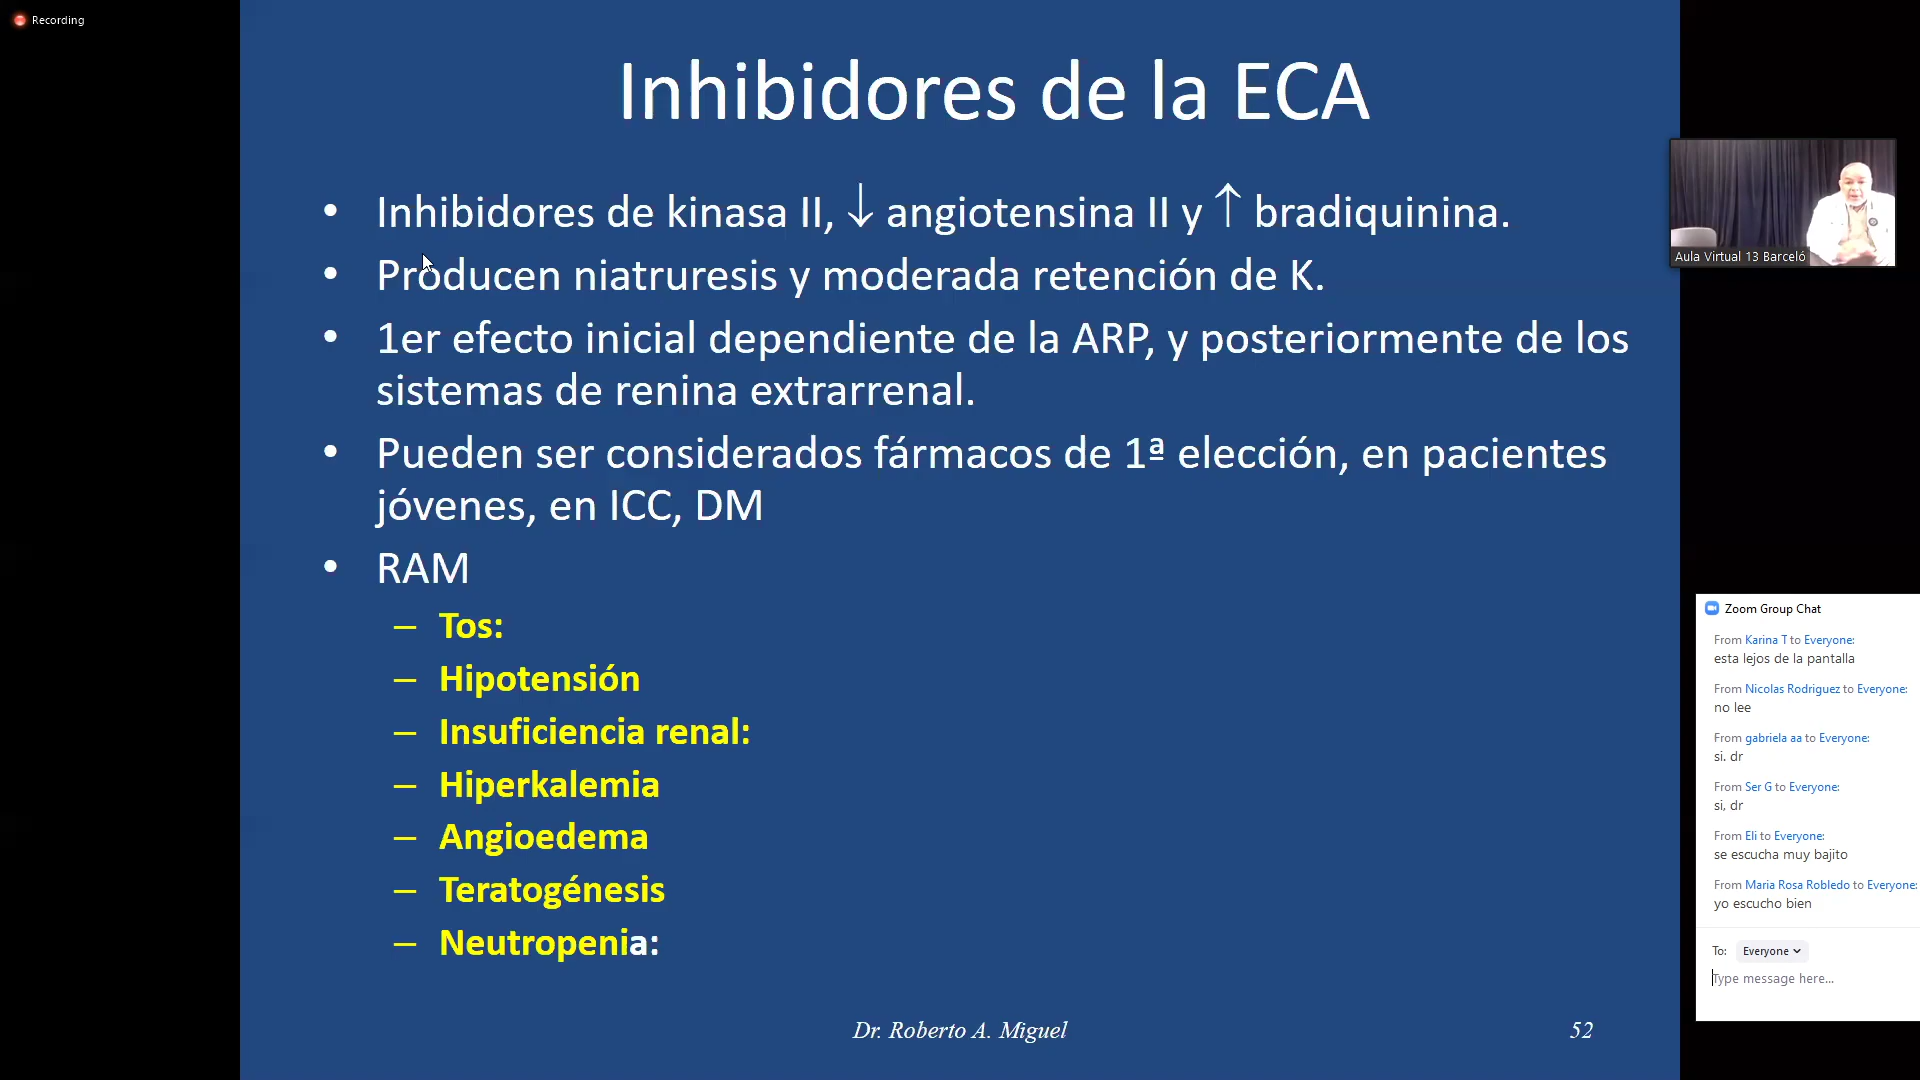 Recording
Inhibidores de la ECA
• Inhibidores de kinasa II, ↓ angiotensina II y ↑ bradiquinina.
• Producen niatruresis y moderada retención de K.
• 1er efecto inicial dependiente de la ARP, y posteriormente de los
sistemas de renina extrarrenal.
• Pueden ser considerados fármacos de 1ª elección, en pacientes
jóvenes, en ICC, DM
• RAM
– Tos:
– Hipotensión
– Insuficiencia renal:
– Hiperkalemia
– Angioedema
– Teratogénesis
– Neutropenia:
Dr. Roberto A. Miguel
52
Aula Virtual 13 Barceló
Zoom Group Chat
From Karina T to Everyone:
esta lejos de la pantalla
From Nicolas Rodriguez to Everyone:
no lee
From gabriela aa to Everyone:
si. dr
From Ser G to Everyone:
si, dr
From Eli to Everyone:
se escucha muy bajito
From Maria Rosa Robledo to Everyone:
yo escucho bien
To: Everyone
Type message here...